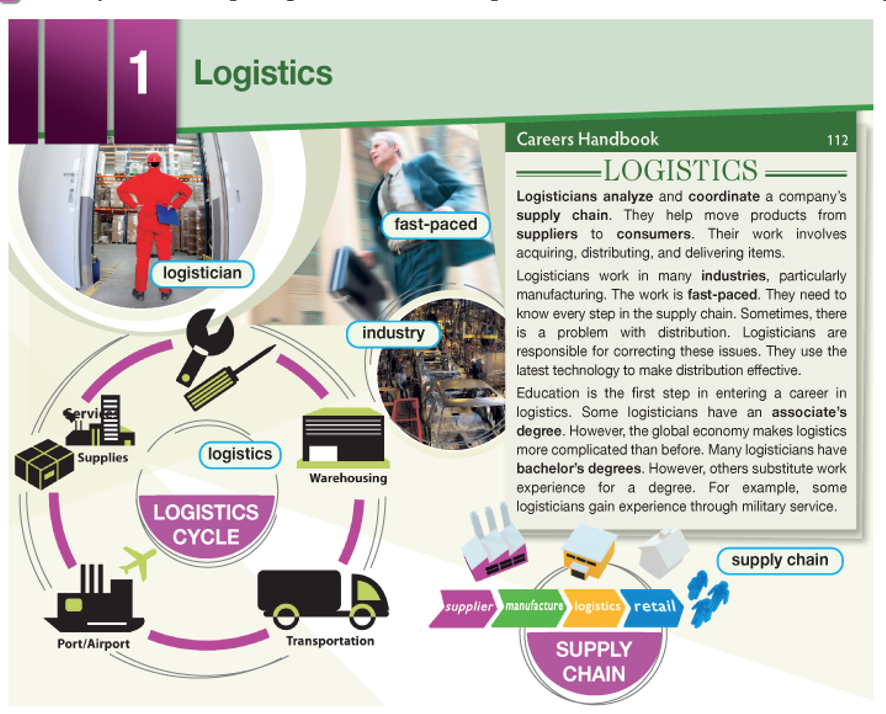 1 Logistics
logistician
fast-paced
industry
Services
Supplies
logistics
Warehousing
LOGISTICS
CYCLE
Port/Airport
Transportation
Careers Handbook 112
LOGISTICS
Logisticians analyze and coordinate a company's
supply chain. They help move products from
suppliers to consumers. Their work involves
acquiring, distributing, and delivering items.
Logisticians work in many industries, particularly
manufacturing. The work is fast-paced. They need to
know every step in the supply chain. Sometimes, there
is a problem with distribution. Logisticians are
responsible for correcting these issues. They use the
latest technology to make distribution effective.
Education is the first step in entering a career in
logistics. Some logisticians have an associate's
degree. However, the global economy makes logistics
more complicated than before. Many logisticians have
bachelor's degrees. However, others substitute work
experience for a degree. For example, some
logisticians gain experience through military service.
supply chain
supplier manufacture logistics retail
SUPPLY
CHAIN